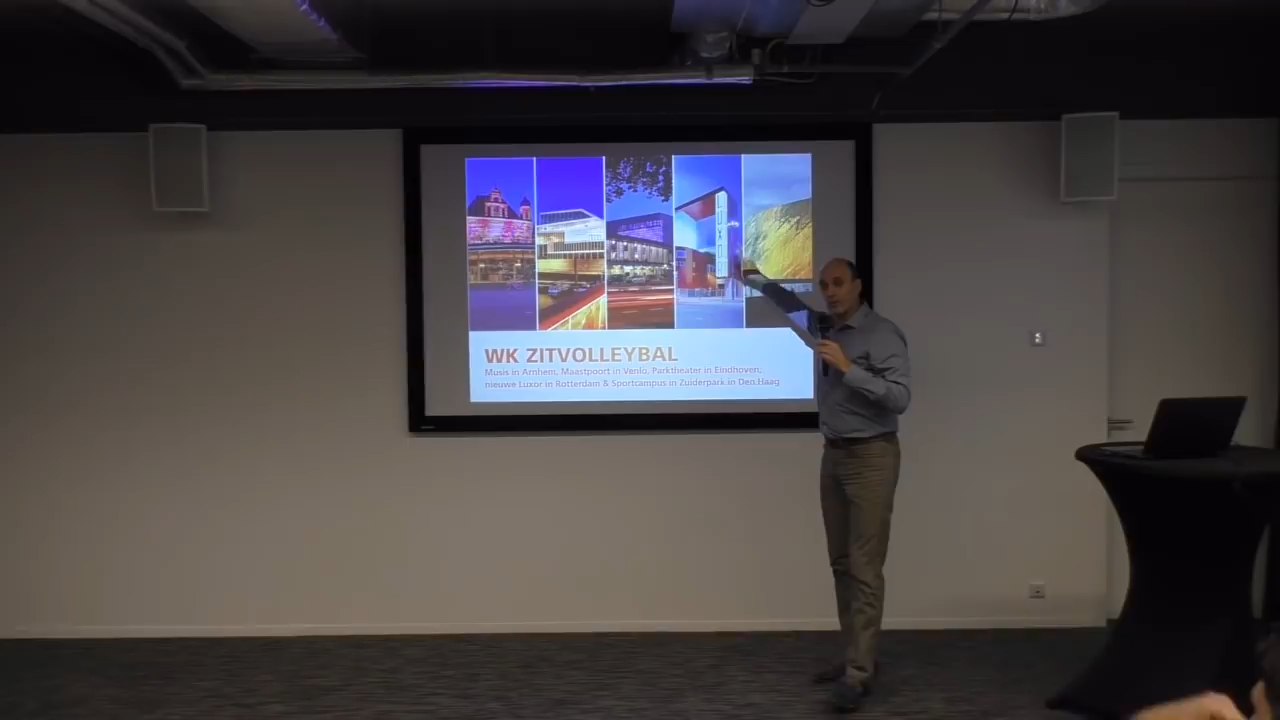 LUXOR
WK ZITVOLLEYBAL
Musis in Arnhem, Maaspoort in Venlo, Parktheater in Eindhoven,
nieuwe Luxor in Rotterdam & Sportcampus in Zuiderpark in Den Haag